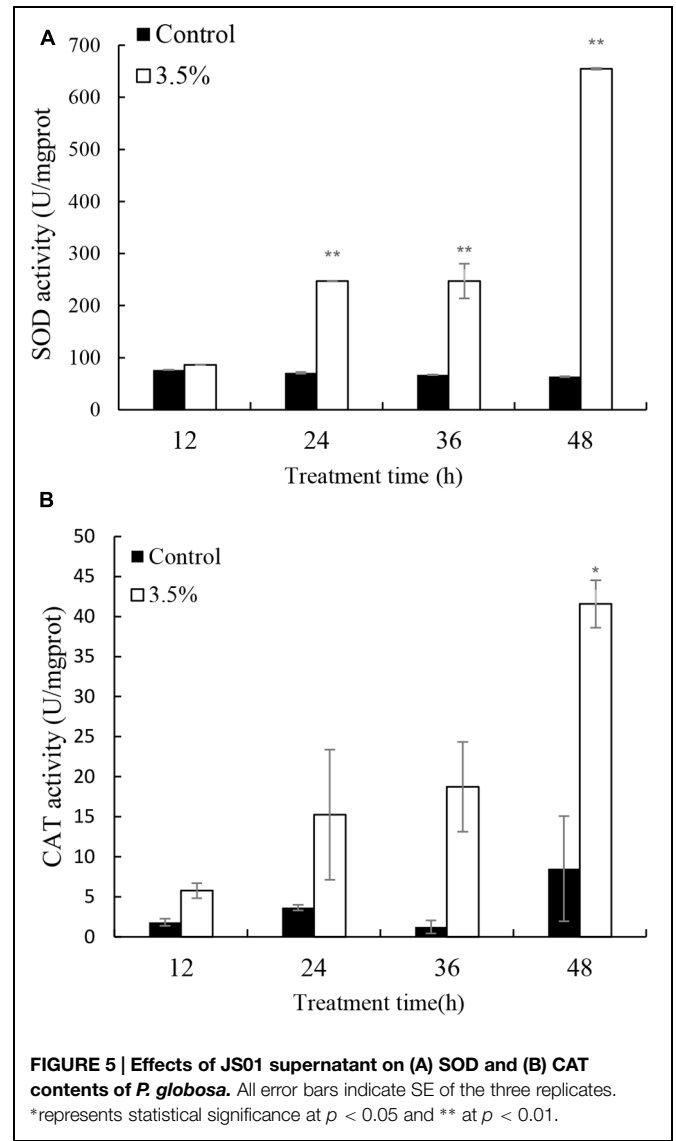 A
Control
3.5%
700
600
500
400
300
200
100
0
**
**
**
SOD activity (U/mgprot
12 24 36 48
Treatment time (h)
B
Control
3.5%
50
45
40
35
30
25
20
15
10
5
0
*
CAT activity (U/mgprot)
12 24 36 48
Treatment time(h)
FIGURE 5 | Effects of JS01 supernatant on (A) SOD and (B) CAT
contents of P. globosa. All error bars indicate SE of the three replicates.
*represents statistical significance at p < 0.05 and ** at p < 0.01.